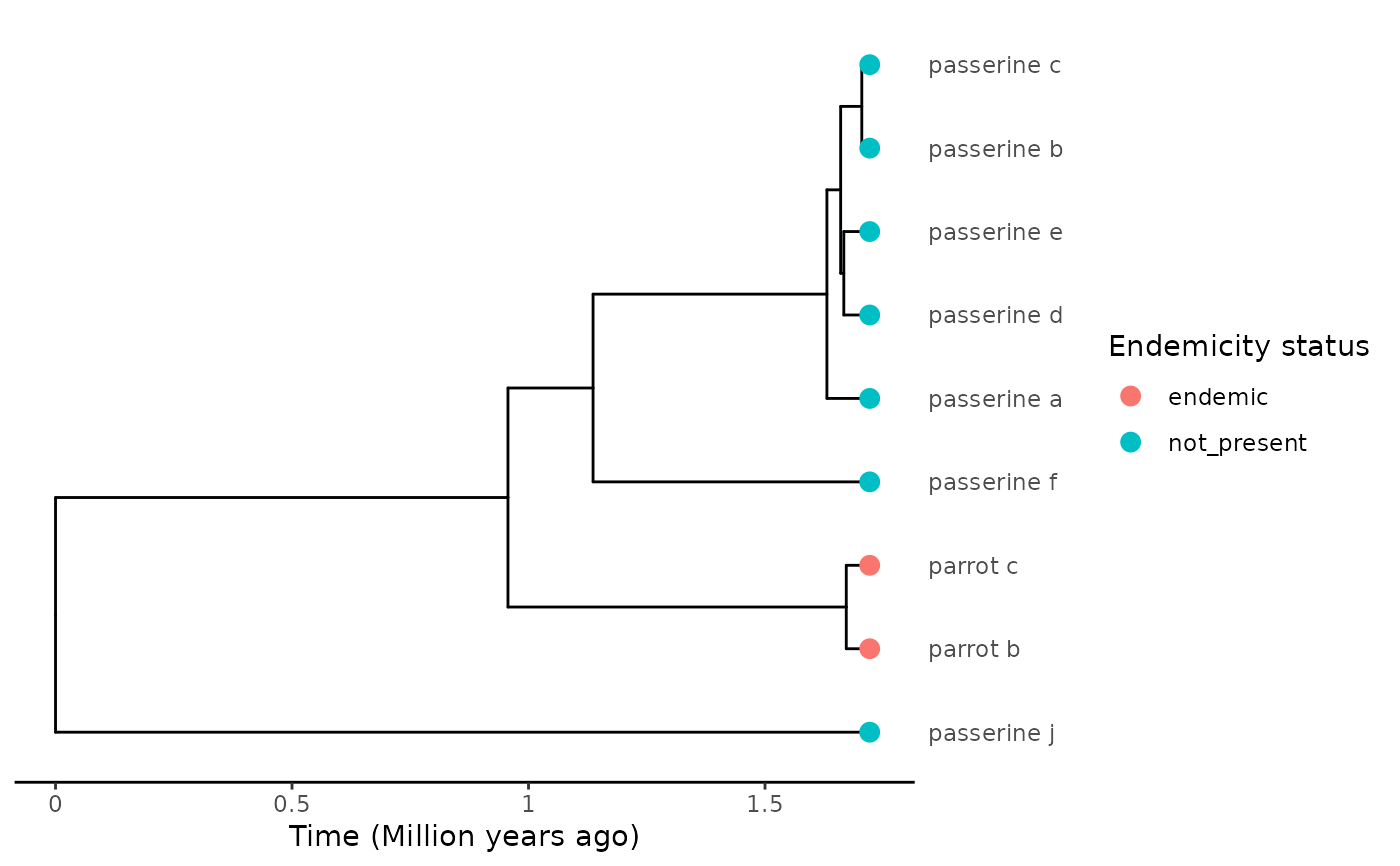 passerine c
passerine b
passerine e
passerine d
passerine a
passerine f
parrot c
parrot b
passerine j
Endemicity status
endemic
not_present
0 0.5 1 1.5
Time (Million years ago)